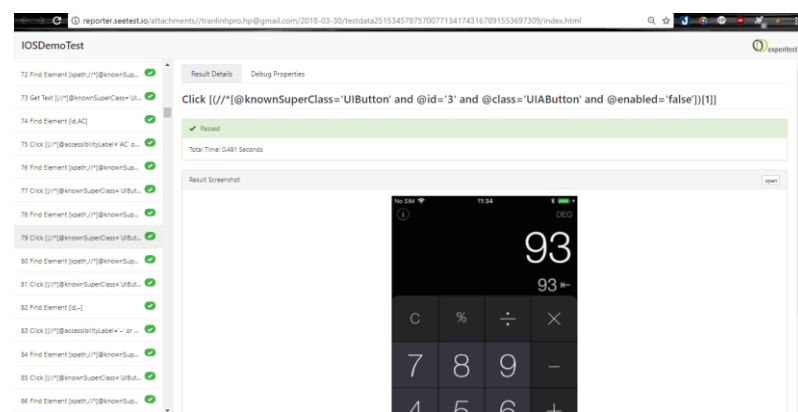 reporter.seetest.io/attachments//tranlinhpro.hp@gmail.com/2018-03-30/testdata2515345787570077134174316789155369​7309/index.html
IOSDemoTest
experitest
72 Find Element [xpath,//*[@knownSup...
73 Get Text [(//*[@knownSuperClass='UI...
74 Find Element [id,AC]
75 Click [(//*[@accessibilityLabel='AC' o...
76 Find Element [xpath,//*[@knownSup...
77 Click [(//*[@knownSuperClass='UIBut...
78 Find Element [xpath,//*[@knownSup...
79 Click [(//*[@knownSuperClass='UIBut...
80 Find Element [xpath,//*[@knownSup...
81 Click [(//*[@knownSuperClass='UIBut...
82 Find Element [id,–]
83 Click [(//*[@accessibilityLabel='–' or ...
84 Find Element [xpath,//*[@knownSup...
85 Click [(//*[@knownSuperClass='UIBut...
86 Find Element [xpath,//*[@knownSup...
Result Details Debug Properties
Click [(//*[@knownSuperClass='UIButton' and @id='3' and @class='UIAButton' and @enabled='false'])[1]]
Passed
Total Time: 0.481 Seconds
Result Screenshot open
No SIM 11:34
DEG
93
93
C % ÷ ×
7 8 9 –
4 5 6 +